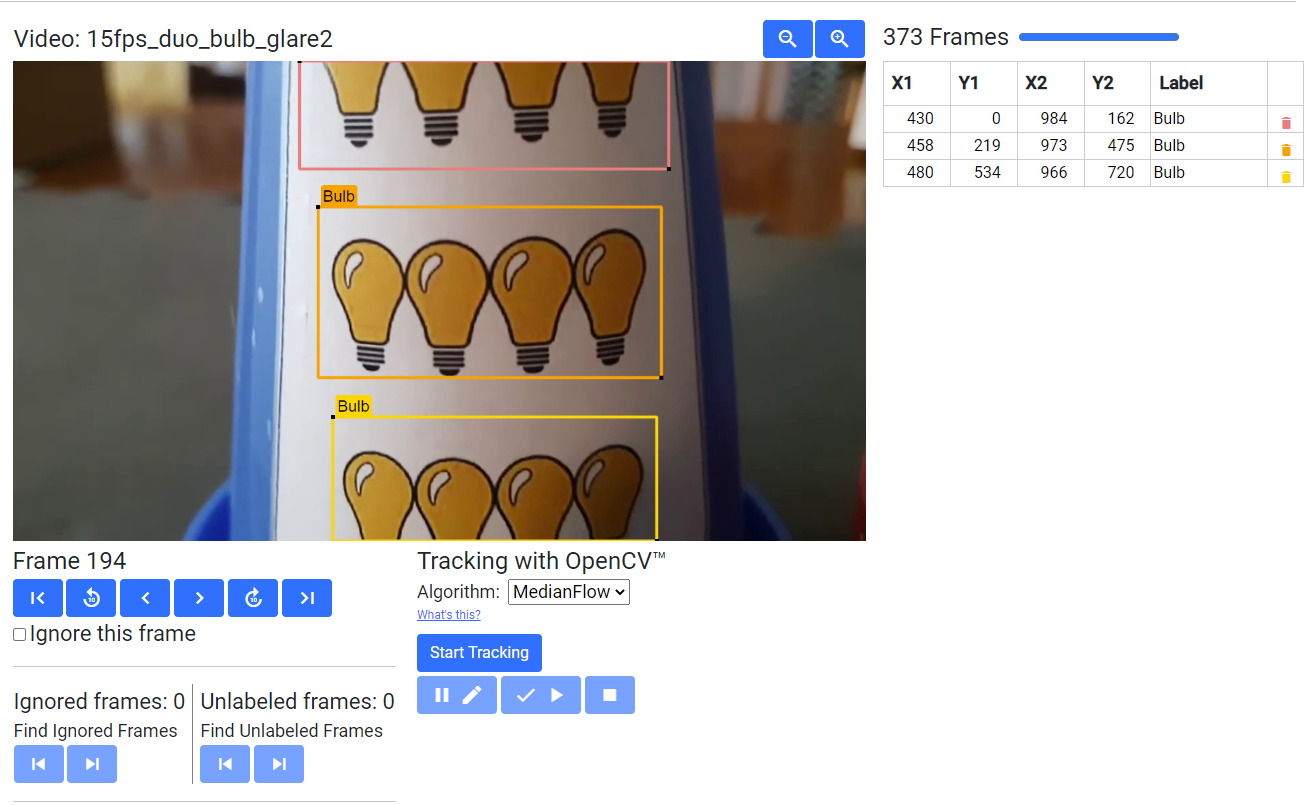 Video: 15fps_duo_bulb_glare2
373 Frames
X1 Y1 X2 Y2 Label
430 0 984 162 Bulb
458 219 973 475 Bulb
480 534 966 720 Bulb
Bulb
Bulb
Frame 194
10
10
Ignore this frame
Ignored frames: 0
Find Ignored Frames
Unlabeled frames: 0
Find Unlabeled Frames
Tracking with OpenCV™
Algorithm: MedianFlow
What's this?
Start Tracking